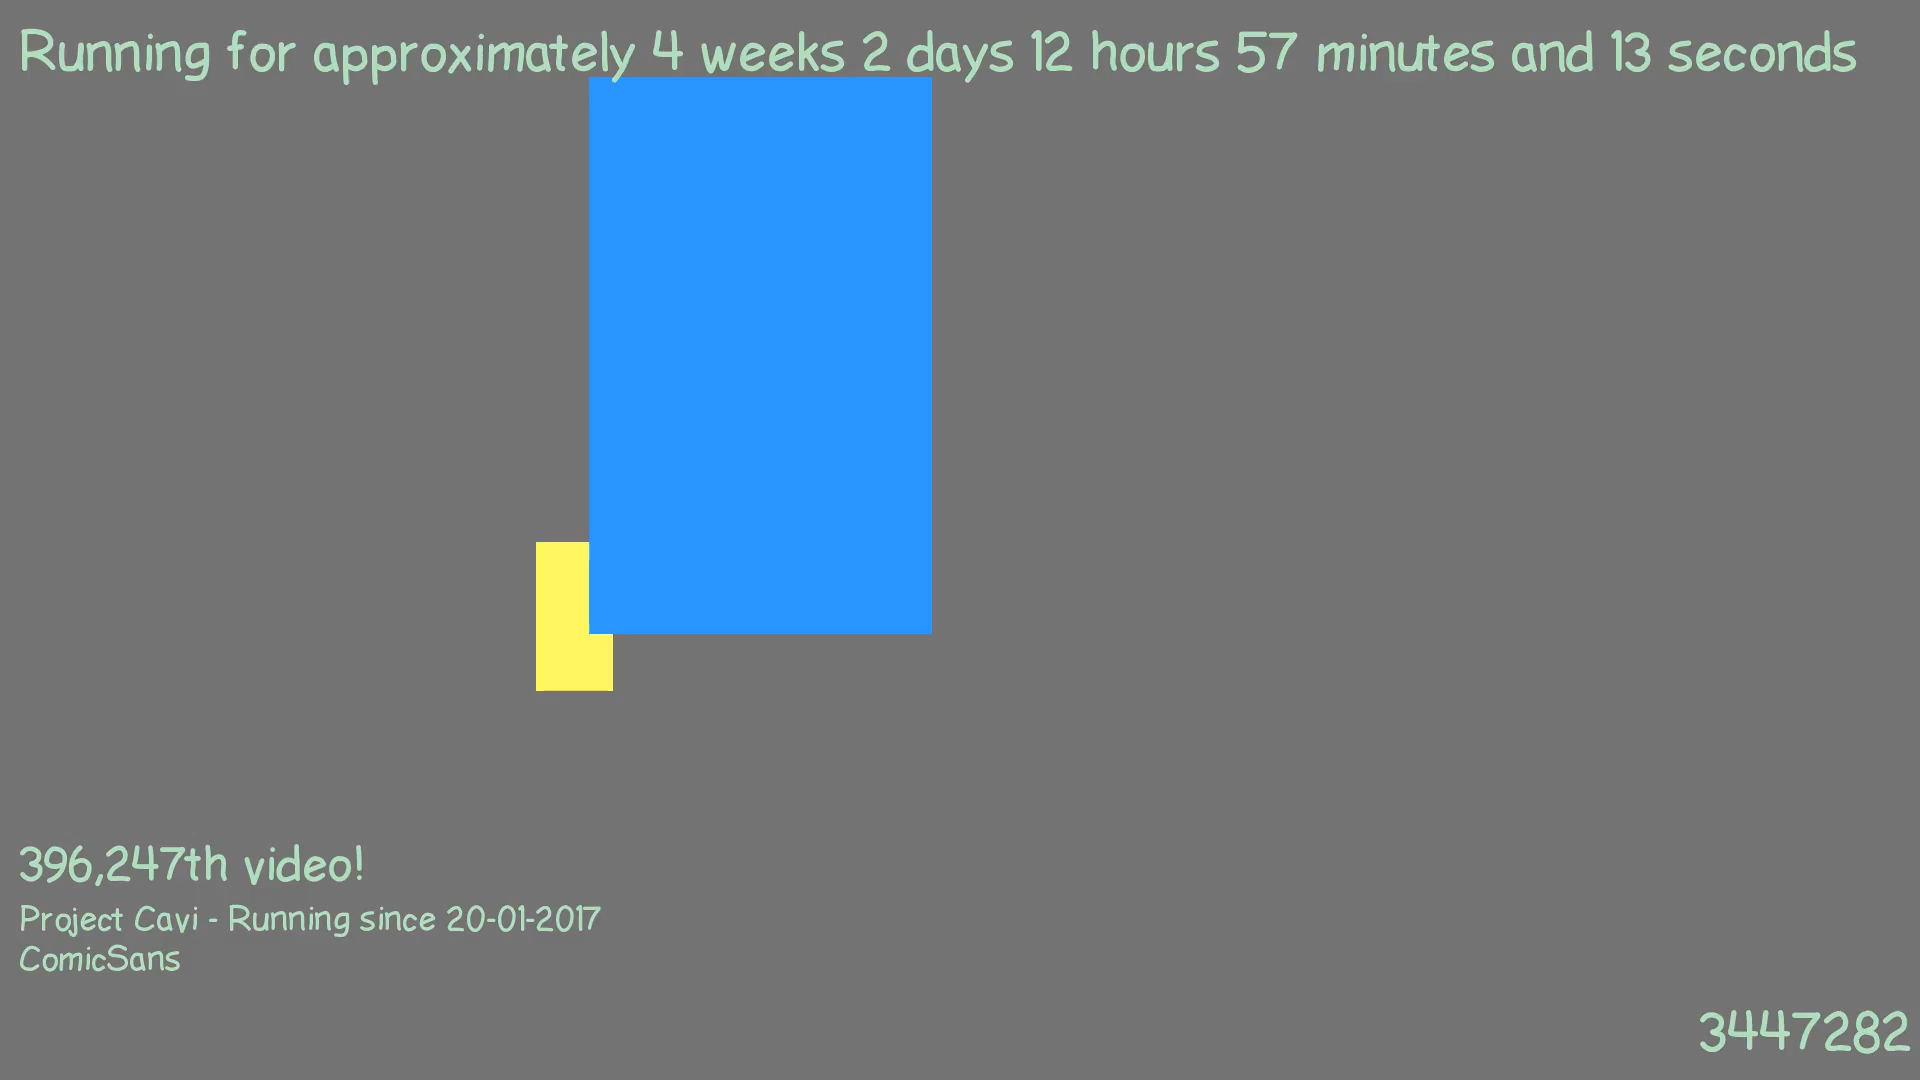 Running for approximately 4 weeks 2 days 12 hours 57 minutes and 13 seconds
396,247th video!
Project Cavi - Running since 20-01-2017
ComicSans
3447282